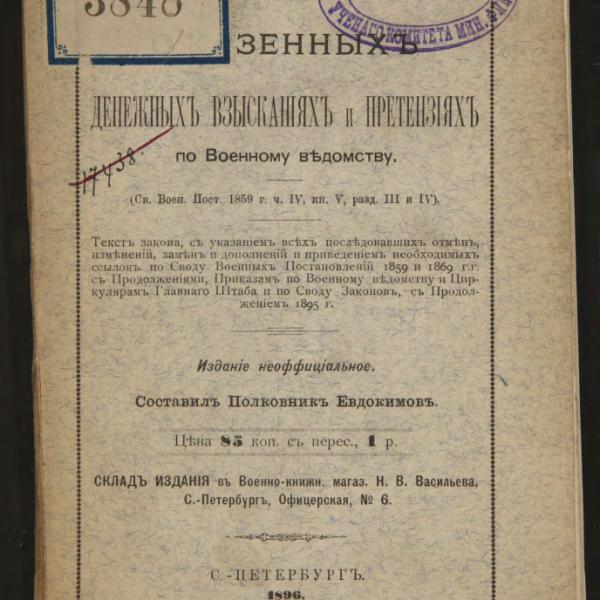 3848
УЧЕНАГО КОМИТЕТА МИН.
ЗЕННЫХЪ
ДЕНЕЖНЫХЪ ВЗЫСКАНІЯХЪ и ПРЕТЕНЗІЯХЪ
по Военному вѣдомству.
17438.
(Св. Воен. Пост. 1859 г. ч. IV, кн. V, разд. III и IV).
Текстъ закона, съ указаніемъ всѣхъ послѣдовавшихъ отмѣнъ,
измѣненій, замѣнъ и дополненій и приведеніемъ необходимыхъ
ссылокъ по Своду Военныхъ Постановленій 1859 и 1869 г.г.
съ Продолженіями, Приказамъ по Военному вѣдомству и Цир-
кулярамъ Главнаго Штаба и по Своду Законовъ, съ Продол-
женіемъ 1895 г.
Изданіе неоффиціальное.
Составилъ Полковникъ Евдокимовъ.
Цѣна 85 коп. съ перес., 1 р.
СКЛАДЪ ИЗДАНІЯ въ Военно-книжн. магаз. Н. В. Васильева,
С.-Петербургъ, Офицерская, № 6.
С.-ПЕТЕРБУРГЪ.
1896.